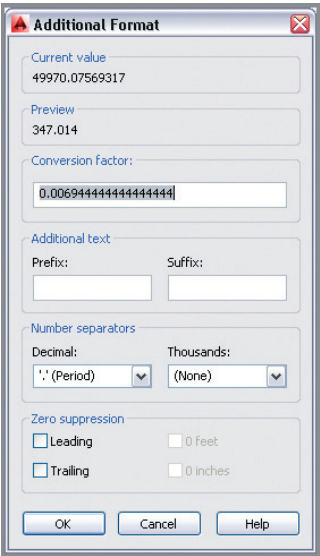 Additional Format
Current value
49970.07569317
Preview
347.014
Conversion factor:
0.006944444444444444
Additional text
Prefix: Suffix:
Number separators
Decimal: Thousands:
'.' (Period) (None)
Zero suppression
Leading 0 feet
Trailing 0 inches
OK Cancel Help